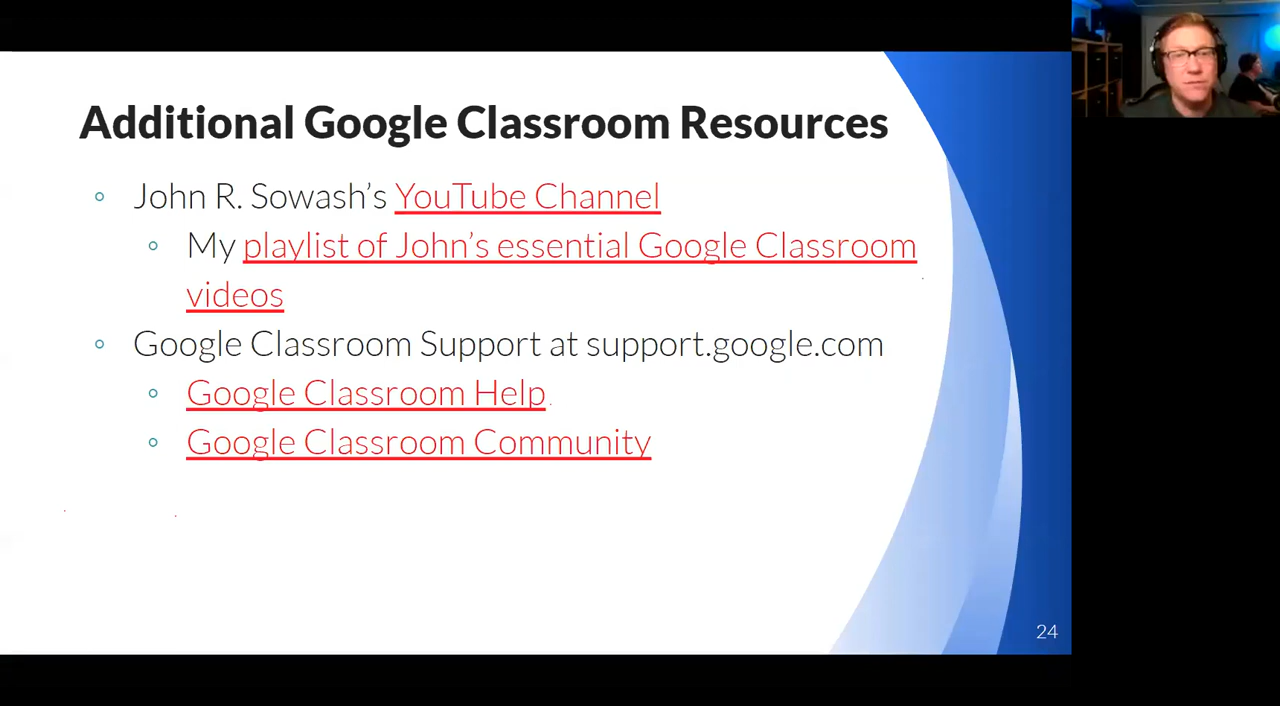 Additional Google Classroom Resources
John R. Sowash’s YouTube Channel
My playlist of John’s essential Google Classroom
videos
Google Classroom Support at support.google.com
Google Classroom Help
Google Classroom Community
24